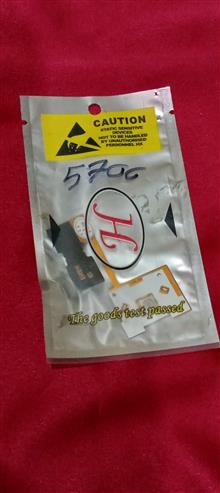 CAUTION
STATIC SENSITIVE
DEVICES
NOT TO BE HANDLED
BY UNAUTHORISED
PERSONNEL
5700
H
The goods test passed